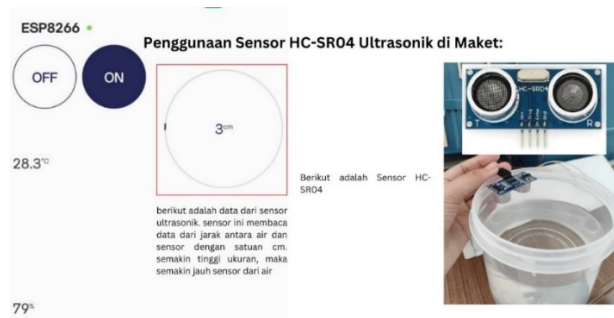 ESP8266
Penggunaan Sensor HC-SR04 Ultrasonik di Maket:
OFF
ON
3cm
28.3°C
Berikut adalah Sensor HC-
SR04
berikut adalah data dari sensor
ultrasonik. sensor ini membaca
data dari jarak antara air dan
sensor dengan satuan cm.
semakin tinggi ukuran, maka
semakin jauh sensor dari air
79%
HC-SR04
T
R